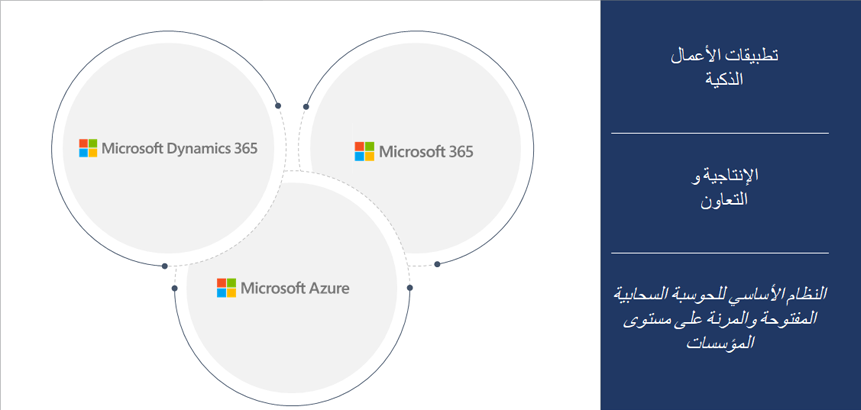 Microsoft Dynamics 365
Microsoft 365
Microsoft Azure
تطبيقات الأعمال
الذكية
الإنتاجية و
التعاون
النظام الأساسي للحوسبة السحابية
المفتوحة والمرنة على مستوى
المؤسسات